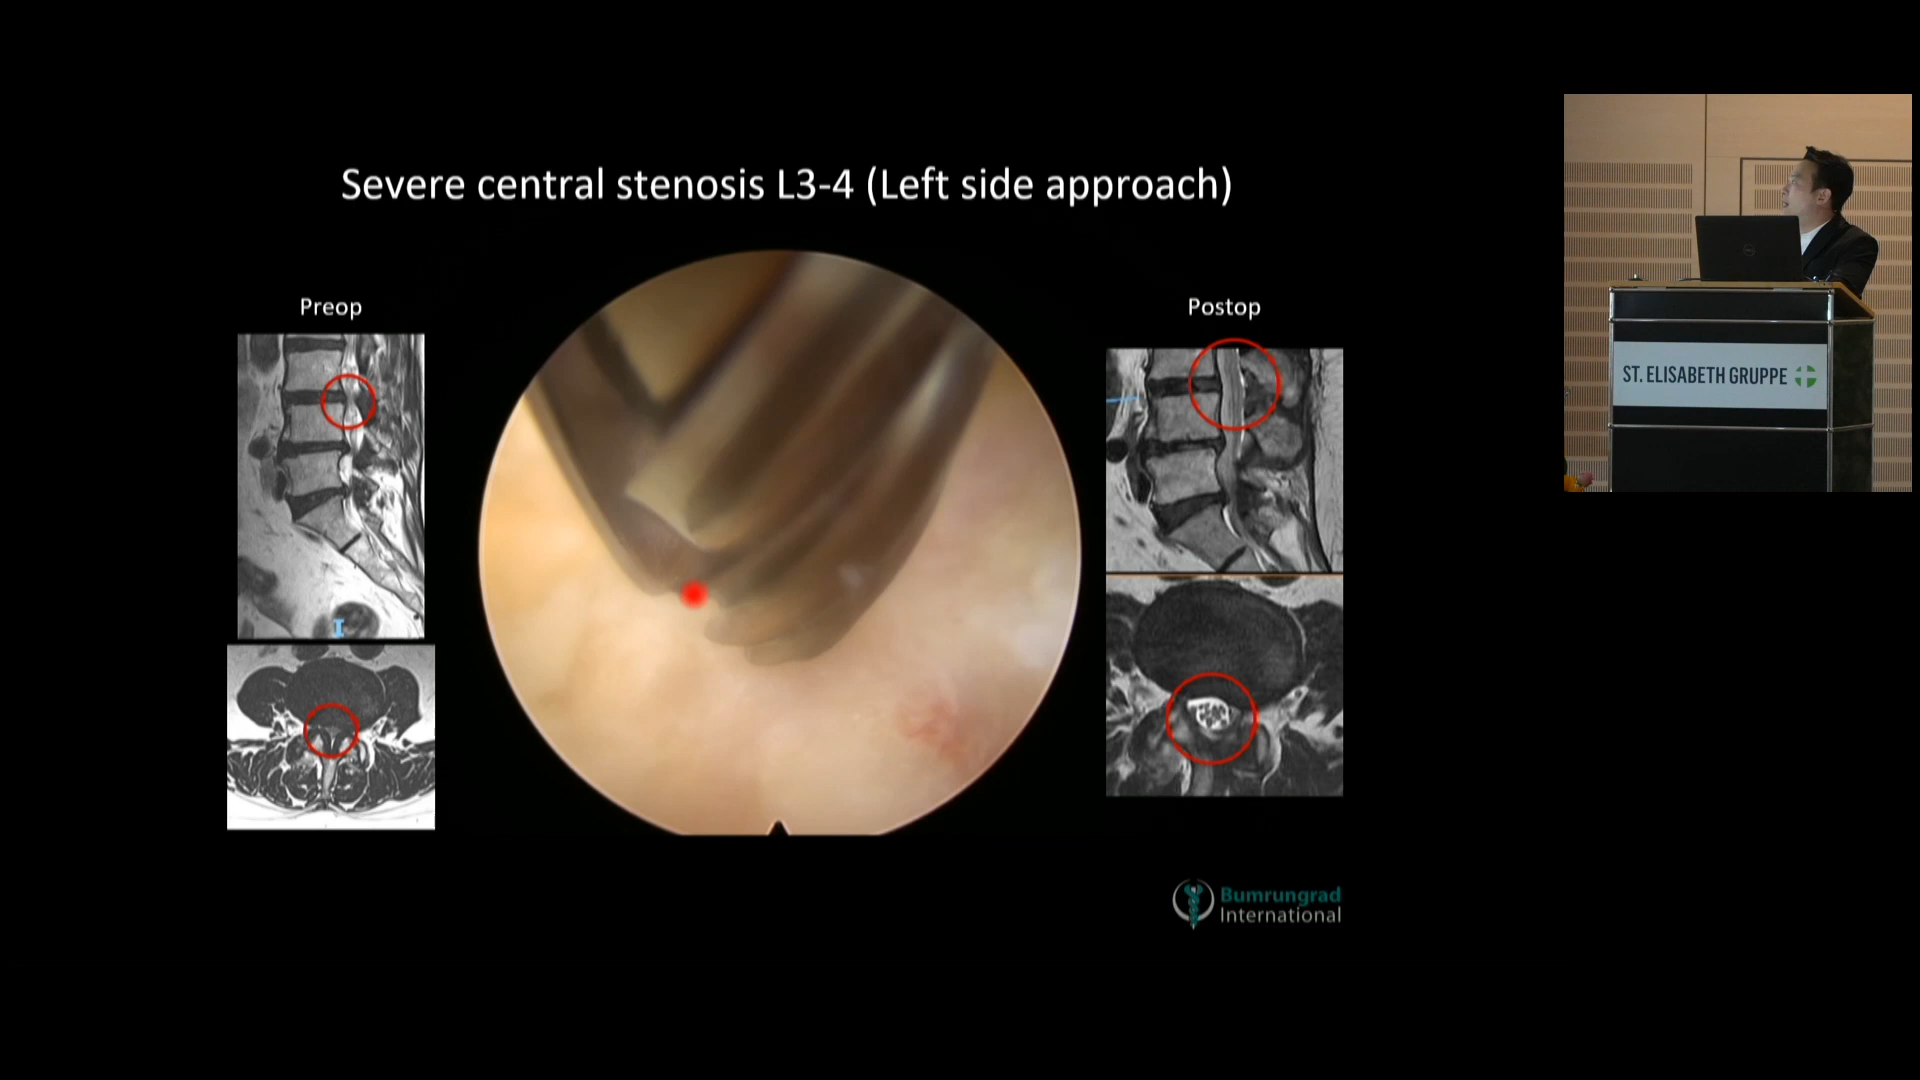 Severe central stenosis L3-4 (Left side approach)
Preop
Postop
ST. ELISABETH GRUPPE
Bumrungrad
International